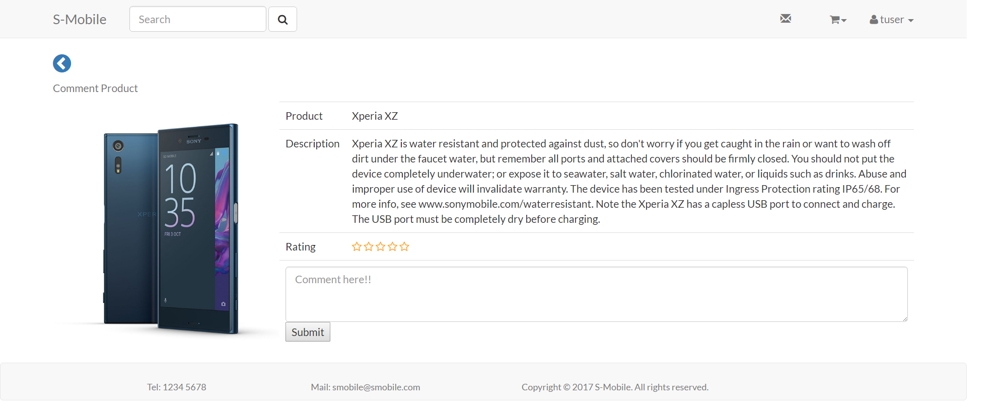 S-Mobile
Search
tuser
Comment Product
SONY
SO MOBILE
10
35
FRI 3 OCT
XPER
Product Xperia XZ
Description Xperia XZ is water resistant and protected against dust, so don't worry if you get caught in the rain or want to wash off
dirt under the faucet water, but remember all ports and attached covers should be firmly closed. You should not put the
device completely underwater; or expose it to seawater, salt water, chlorinated water, or liquids such as drinks. Abuse and
improper use of device will invalidate warranty. The device has been tested under Ingress Protection rating IP65/68. For
more info, see www.sonymobile.com/waterresistant. Note the Xperia XZ has a capless USB port to connect and charge.
The USB port must be completely dry before charging.
Rating
Comment here!!
Submit
Tel: 1234 5678
Mail: smobile@smobile.com
Copyright © 2017 S-Mobile. All rights reserved.